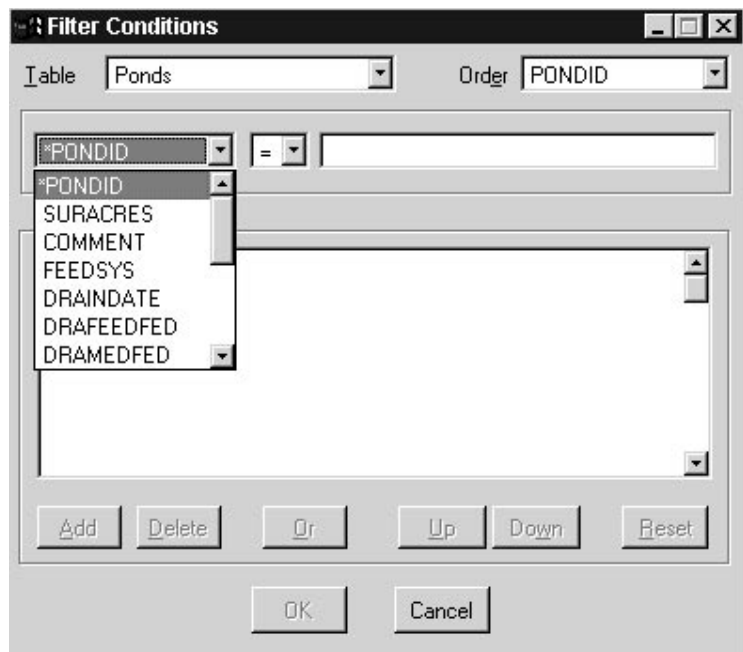 Filter Conditions
Table Ponds Order PONDID
*PONDID =
*PONDID
SURACRES
COMMENT
FEEDSYS
DRAINDATE
DRAFEEDFED
DRAMEDFED
Add Delete Or Up Down Reset
OK Cancel